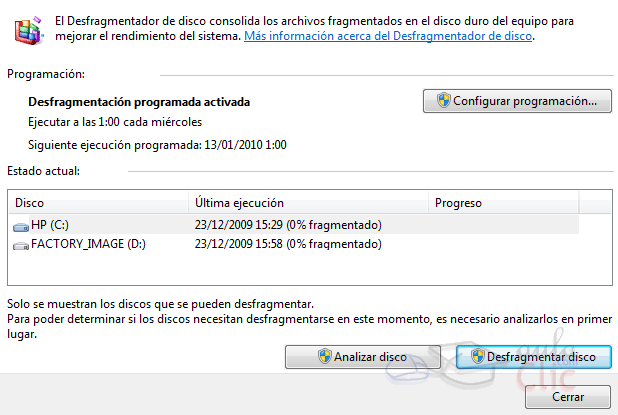 El Desfragmentador de disco consolida los archivos fragmentados en el disco duro del equipo para
mejorar el rendimiento del sistema. Más información acerca del Desfragmentador de disco.
Programación:
Desfragmentación programada activada
Configurar programación...
Ejecutar a las 1:00 cada miércoles
Siguiente ejecución programada: 13/01/2010 1:00
Estado actual:
Disco Última ejecución Progreso
HP (C:) 23/12/2009 15:29 (0% fragmentado)
FACTORY_IMAGE (D:) 23/12/2009 15:58 (0% fragmentado)
Solo se muestran los discos que se pueden desfragmentar.
Para poder determinar si los discos necesitan desfragmentarse en este momento, es necesario analizarlos en primer
lugar.
Analizar disco Desfragmentar disco
aula
Clic
Cerrar